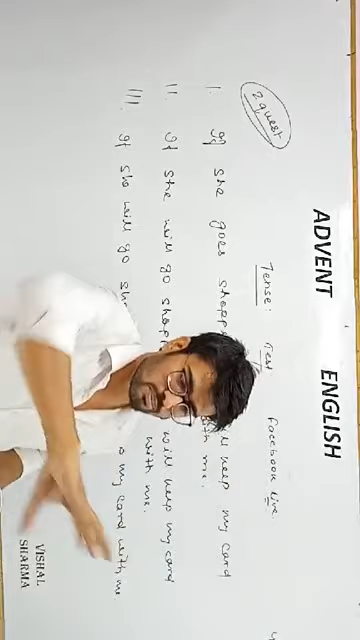 ADVENT ENGLISH
Tense: Test Facebook live.
2 quest
I. If she goes shopp ll keep my card
with me.
II. If she will go shopp will keep my card
with me.
III. If she will go sh p my card with me
VISHAL
SHARMA